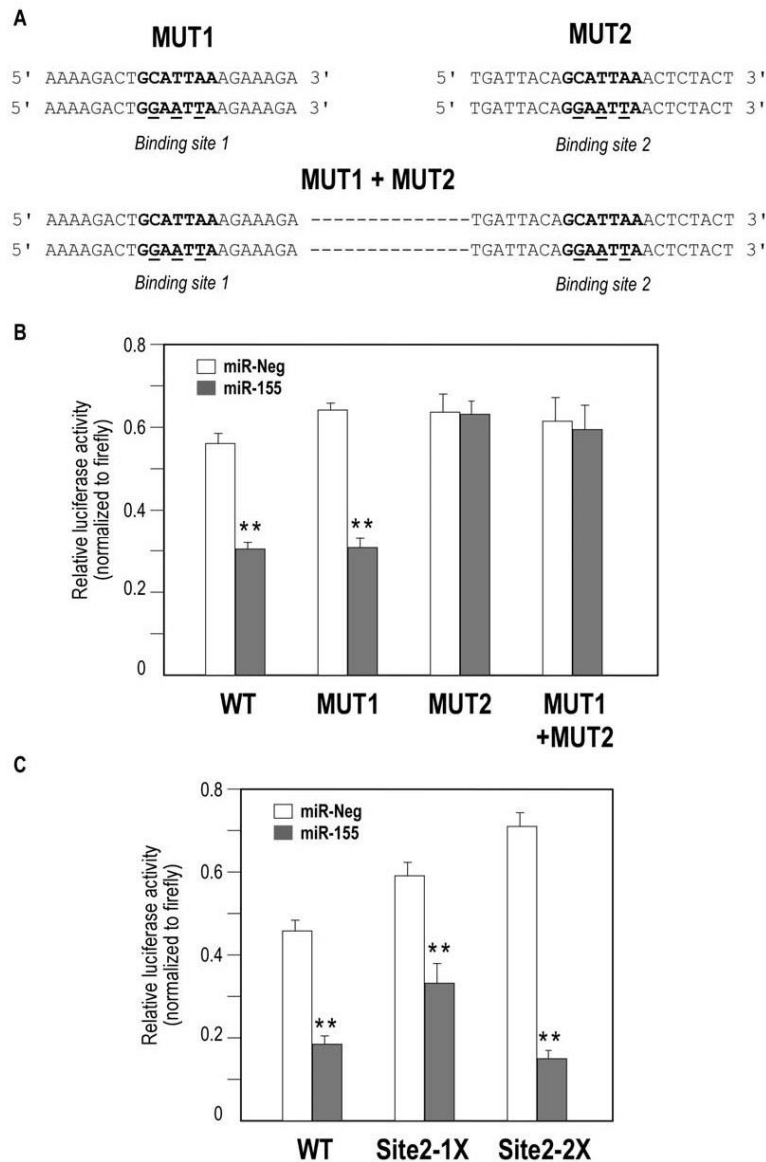 A
MUT1
MUT2
5' AAAAGACTGCATTAAAGAAAGA 3'
5' TGATTACAGCATTAAACTCTACT 3'
5' AAAAGACTGGAATTAAGAAAGA 3'
5' TGATTACAGGAATTAACTCTACT 3'
Binding site 1
Binding site 2
MUT1 + MUT2
5' AAAAGACTGCATTAAAGAAAGA --------------TGATTACAGCATTAAACTCTACT 3'
5' AAAAGACTGGAATTAAGAAAGA --------------TGATTACAGGAATTAACTCTACT 3'
Binding site 1
Binding site 2
B
Relative luciferase activity
(normalized to firefly)
0.8
0.6
0.4
0.2
0
miR-Neg
miR-155
**
**
WT
MUT1
MUT2
MUT1
+MUT2
C
Relative luciferase activity
(normalized to firefly)
0.8
0.6
0.4
0.2
0
miR-Neg
miR-155
**
**
**
WT
Site2-1X
Site2-2X